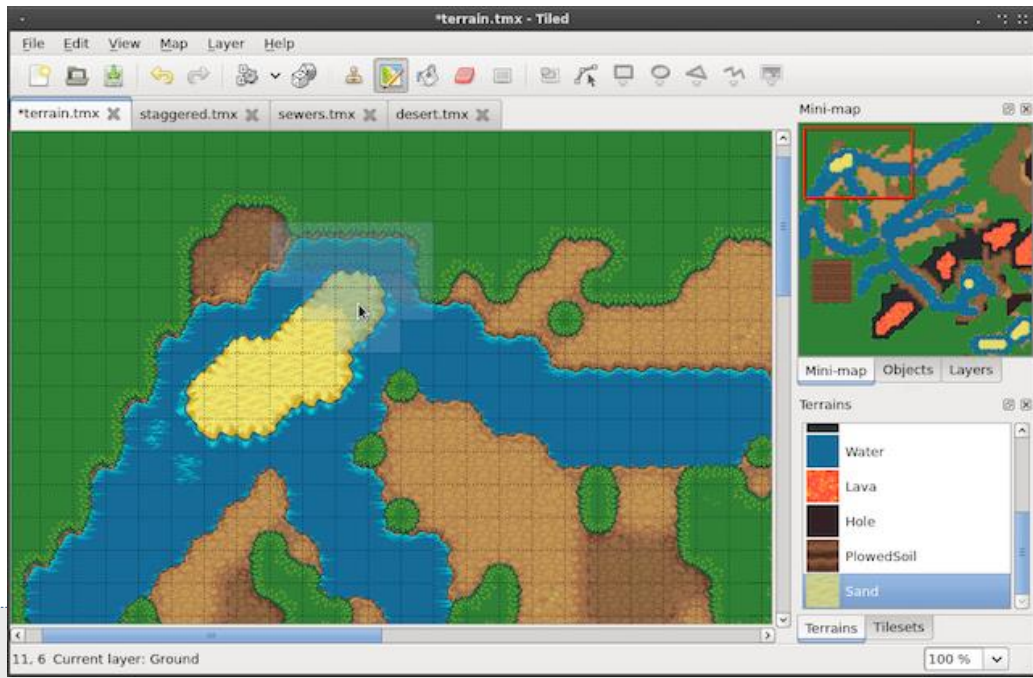 *terrain.tmx - Tiled
File Edit View Map Layer Help
*terrain.tmx staggered.tmx sewers.tmx desert.tmx
Mini-map
Mini-map Objects Layers
Terrains
Water
Lava
Hole
PlowedSoil
Sand
Terrains Tilesets
11, 6 Current layer: Ground
100 %